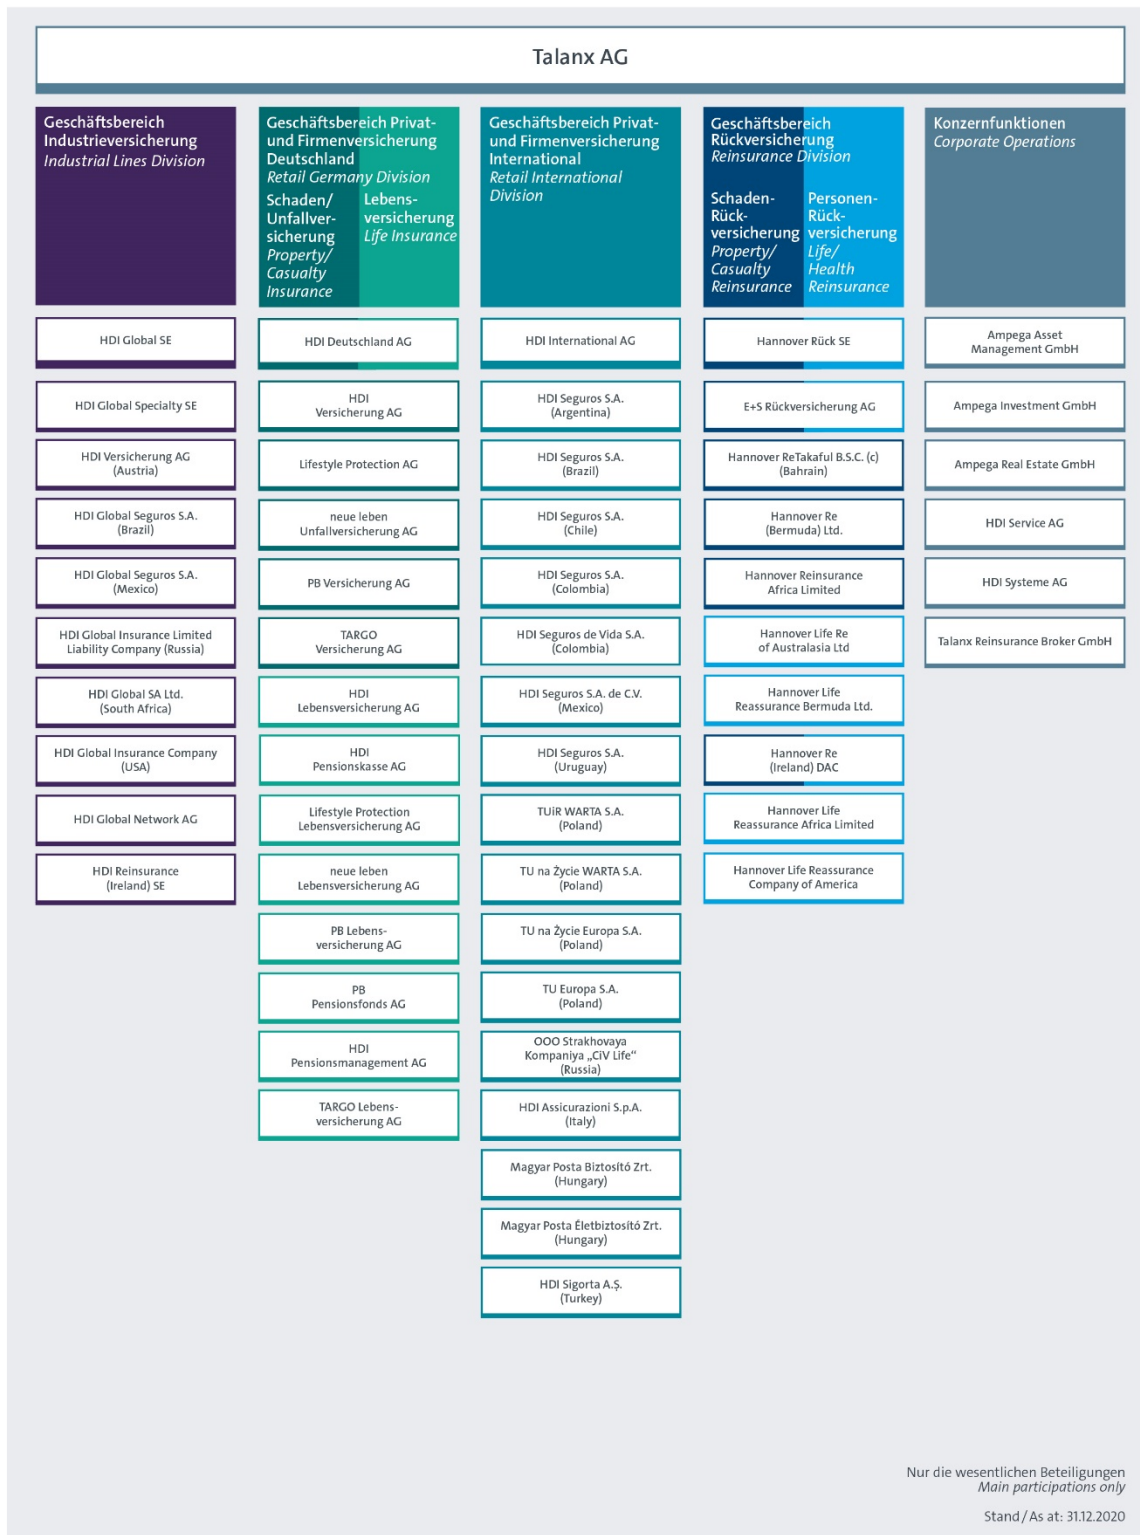 Talanx AG
Geschäftsbereich
Industrieversicherung
Industrial Lines Division
Geschäftsbereich Privat-
und Firmenversicherung
Deutschland
Retail Germany Division
Schaden/
Unfallver-
sicherung
Property/
Casualty
Insurance
Lebens-
versicherung
Life Insurance
Geschäftsbereich Privat-
und Firmenversicherung
International
Retail International
Division
Geschäftsbereich
Rückversicherung
Reinsurance Division
Schaden-
Rück-
versicherung
Property/
Casualty
Reinsurance
Personen-
Rück-
versicherung
Life/
Health
Reinsurance
Konzernfunktionen
Corporate Operations
HDI Global SE
HDI Global Specialty SE
HDI Versicherung AG
(Austria)
HDI Global Seguros S.A.
(Brazil)
HDI Global Seguros S.A.
(Mexico)
HDI Global Insurance Limited
Liability Company (Russia)
HDI Global SA Ltd.
(South Africa)
HDI Global Insurance Company
(USA)
HDI Global Network AG
HDI Reinsurance
(Ireland) SE
HDI Deutschland AG
HDI
Versicherung AG
Lifestyle Protection AG
neue leben
Unfallversicherung AG
PB Versicherung AG
TARGO
Versicherung AG
HDI
Lebensversicherung AG
HDI
Pensionskasse AG
Lifestyle Protection
Lebensversicherung AG
neue leben
Lebensversicherung AG
PB Lebens-
versicherung AG
PB
Pensionsfonds AG
HDI
Pensionsmanagement AG
TARGO Lebens-
versicherung AG
HDI International AG
HDI Seguros S.A.
(Argentina)
HDI Seguros S.A.
(Brazil)
HDI Seguros S.A.
(Chile)
HDI Seguros S.A.
(Colombia)
HDI Seguros de Vida S.A.
(Colombia)
HDI Seguros S.A. de C.V.
(Mexico)
HDI Seguros S.A.
(Uruguay)
TUiR WARTA S.A.
(Poland)
TU na Życie WARTA S.A.
(Poland)
TU na Życie Europa S.A.
(Poland)
TU Europa S.A.
(Poland)
OOO Strakhovaya
Kompaniya „CiV Life“
(Russia)
HDI Assicurazioni S.p.A.
(Italy)
Magyar Posta Biztosító Zrt.
(Hungary)
Magyar Posta Életbiztosító Zrt.
(Hungary)
HDI Sigorta A.Ş.
(Turkey)
Hannover Rück SE
E+S Rückversicherung AG
Hannover ReTakaful B.S.C. (c)
(Bahrain)
Hannover Re
(Bermuda) Ltd.
Hannover Reinsurance
Africa Limited
Hannover Life Re
of Australasia Ltd
Hannover Life
Reassurance Bermuda Ltd.
Hannover Re
(Ireland) DAC
Hannover Life
Reassurance Africa Limited
Hannover Life Reassurance
Company of America
Ampega Asset
Management GmbH
Ampega Investment GmbH
Ampega Real Estate GmbH
HDI Service AG
HDI Systeme AG
Talanx Reinsurance Broker GmbH
Nur die wesentlichen Beteiligungen
Main participations only
Stand / As at: 31.12.2020